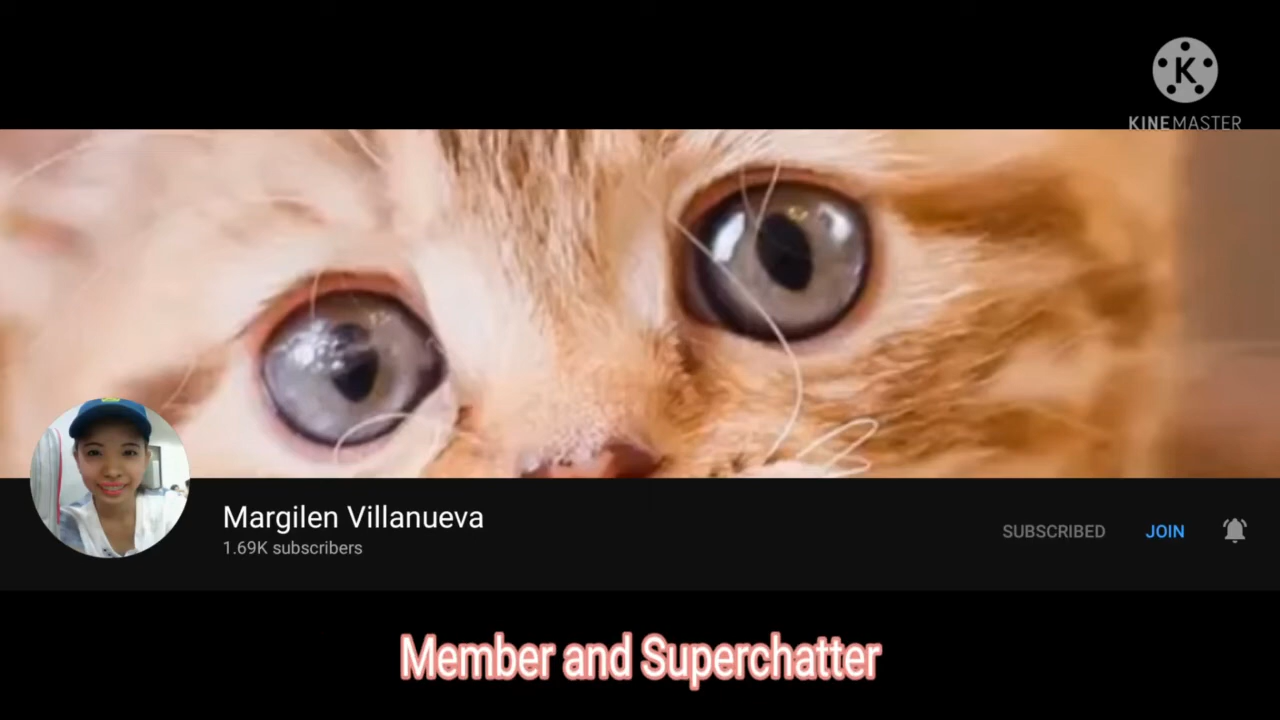 K
KINEMASTER
Margilen Villanueva
1.69K subscribers
SUBSCRIBED
JOIN
Member and Superchatter